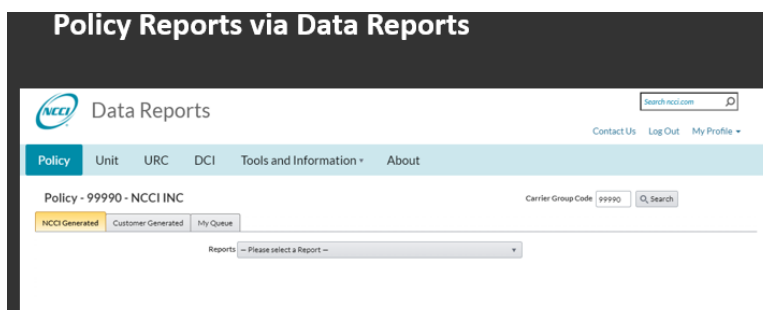 Policy Reports via Data Reports
NCCI Data Reports
Search ncci.com
Contact Us Log Out My Profile
Policy Unit URC DCI Tools and Information About
Policy - 99990 - NCCI INC
Carrier Group Code 99990 Search
NCCI Generated Customer Generated My Queue
Reports -- Please select a Report --